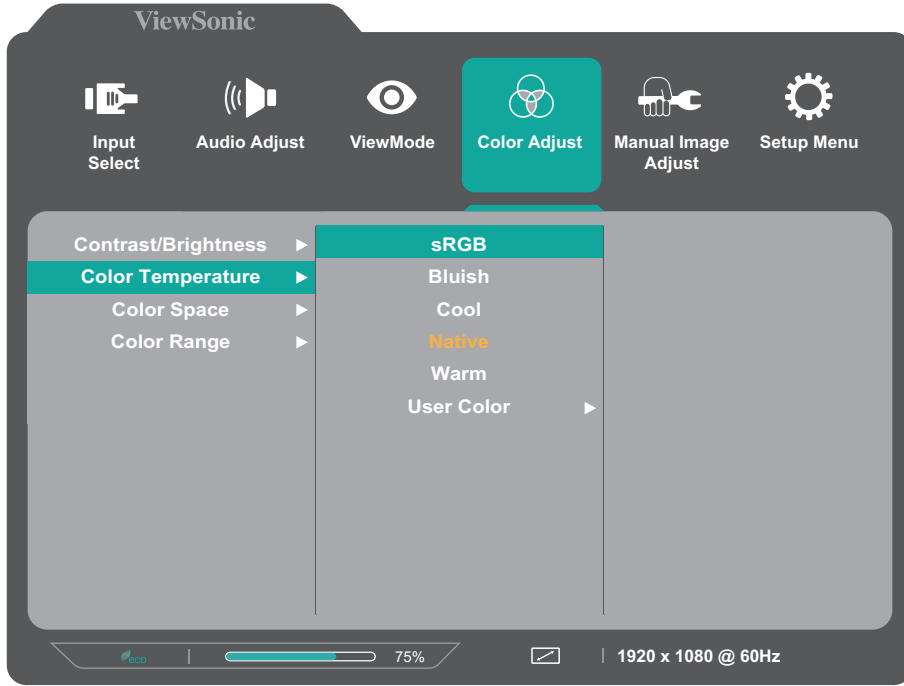 ViewSonic
Input
Select
Audio Adjust
ViewMode
Color Adjust
Manual Image
Adjust
Setup Menu
Contrast/Brightness
Color Temperature
Color Space
Color Range
sRGB
Bluish
Cool
Native
Warm
User Color
eco
75%
1920 x 1080 @ 60Hz